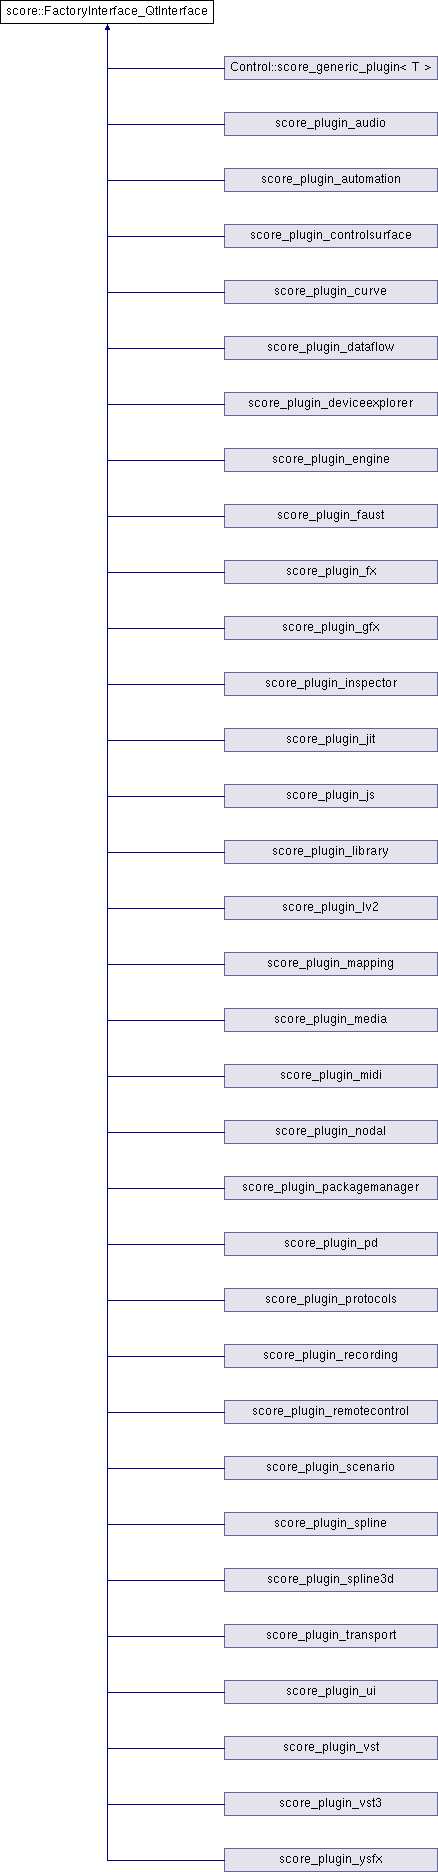 score::FactoryInterface_QtInterface
Control::score_generic_plugin< T >
score_plugin_audio
score_plugin_automation
score_plugin_controlsurface
score_plugin_curve
score_plugin_dataflow
score_plugin_deviceexplorer
score_plugin_engine
score_plugin_faust
score_plugin_fx
score_plugin_gfx
score_plugin_inspector
score_plugin_jit
score_plugin_js
score_plugin_library
score_plugin_lv2
score_plugin_mapping
score_plugin_media
score_plugin_midi
score_plugin_nodal
score_plugin_packagemanager
score_plugin_pd
score_plugin_protocols
score_plugin_recording
score_plugin_remotecontrol
score_plugin_scenario
score_plugin_spline
score_plugin_spline3d
score_plugin_transport
score_plugin_ui
score_plugin_vst
score_plugin_vst3
score_plugin_ysfx